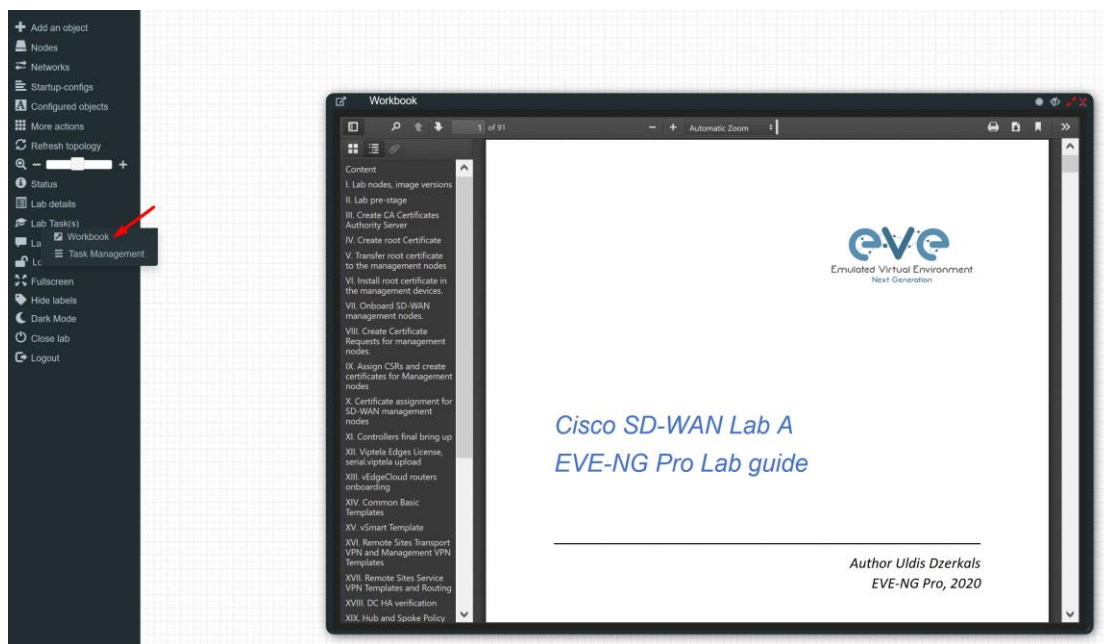 Add an object
Nodes
Networks
Startup-configs
Configured objects
More actions
Refresh topology
Status
Lab details
Lab Task(s)
Workbook
La
Task Management
Lo
Fullscreen
Hide labels
Dark Mode
Close lab
Logout
Workbook
1 of 91
Automatic Zoom
Content
I. Lab nodes, image versions
II. Lab pre-stage
III. Create CA Certificates
Authority Server
IV. Create root Certificate
V. Transfer root certificate
to the management nodes
VI. Install root certificate in
the management devices.
VII. Onboard SD-WAN
management nodes.
VIII. Create Certificate
Requests for management
nodes.
IX. Assign CSRs and create
certificates for Management
nodes
X. Certificate assignment for
SD-WAN management
nodes
XI. Controllers final bring up
XII. Viptela Edges License,
serial.viptela upload
XIII. vEdgeCloud routers
onboarding
XIV. Common Basic
Templates
XV. vSmart Template
XVI. Remote Sites Transport
VPN and Management VPN
Templates
XVII. Remote Sites Service
VPN Templates and Routing
XVIII. DC HA verification
XIX. Hub and Spoke Policy
eve
Emulated Virtual Environment
Next Generation
Cisco SD-WAN Lab A
EVE-NG Pro Lab guide
Author Uldis Dzerkals
EVE-NG Pro, 2020